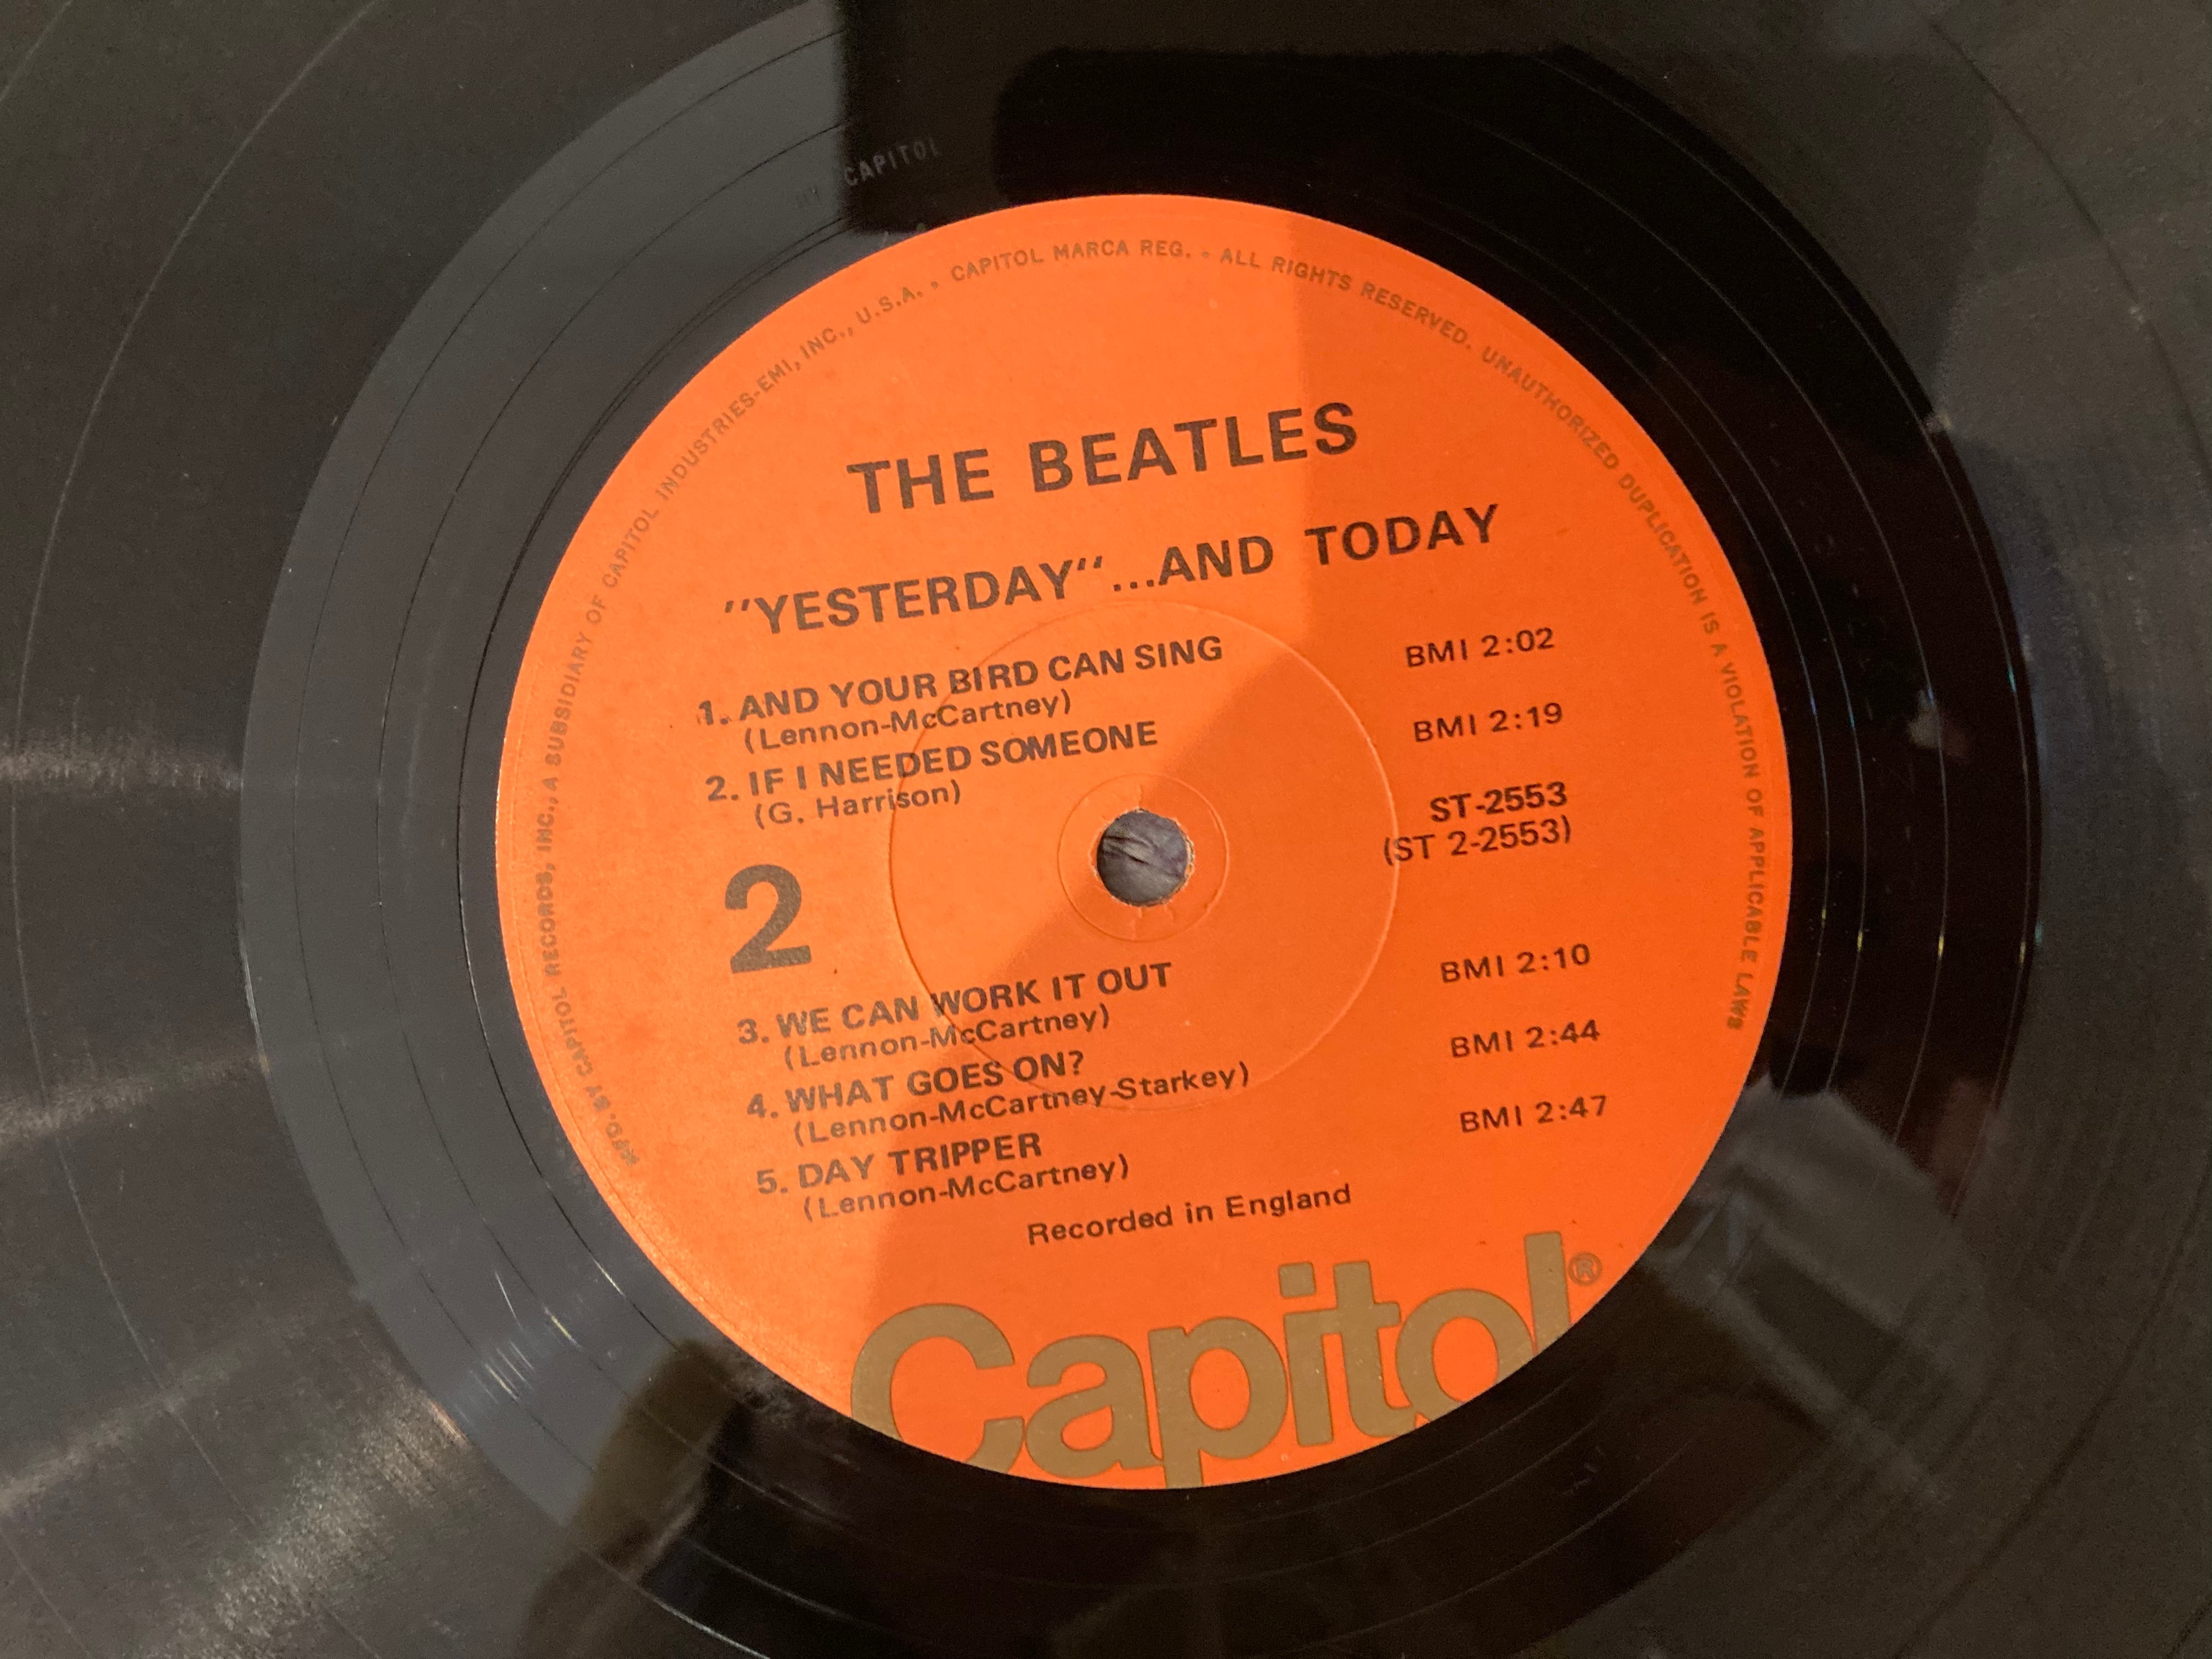 CAPITOL
MFD. BY CAPITOL RECORDS, INC., A SUBSIDIARY OF CAPITOL INDUSTRIES-EMI, INC., U.S.A. • CAPITOL MARCA REG. • ALL RIGHTS RESERVED. UNAUTHORIZED DUPLICATION IS A VIOLATION OF APPLICABLE LAWS
THE BEATLES
"YESTERDAY"...AND TODAY
1. AND YOUR BIRD CAN SING BMI 2:02
(Lennon-McCartney)
2. IF I NEEDED SOMEONE BMI 2:19
(G. Harrison)
ST-2553
(ST 2-2553)
2
3. WE CAN WORK IT OUT BMI 2:10
(Lennon-McCartney)
4. WHAT GOES ON? BMI 2:44
(Lennon-McCartney-Starkey)
5. DAY TRIPPER BMI 2:47
(Lennon-McCartney)
Recorded in England
Capitol®